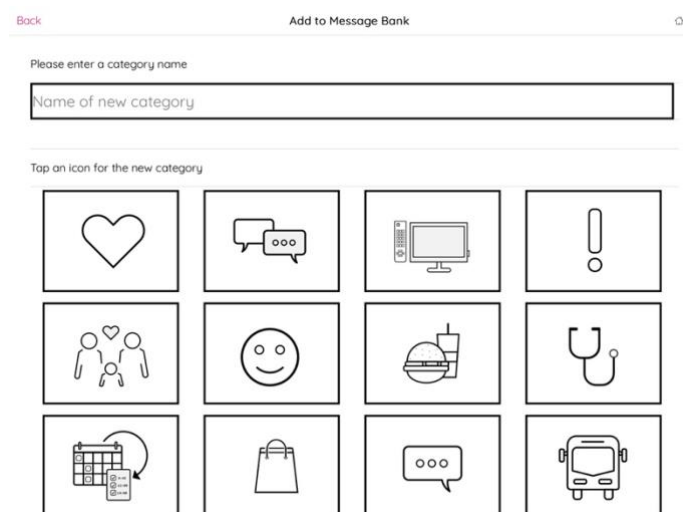 Back
Add to Message Bank
Please enter a category name
Name of new category
Tap an icon for the new category